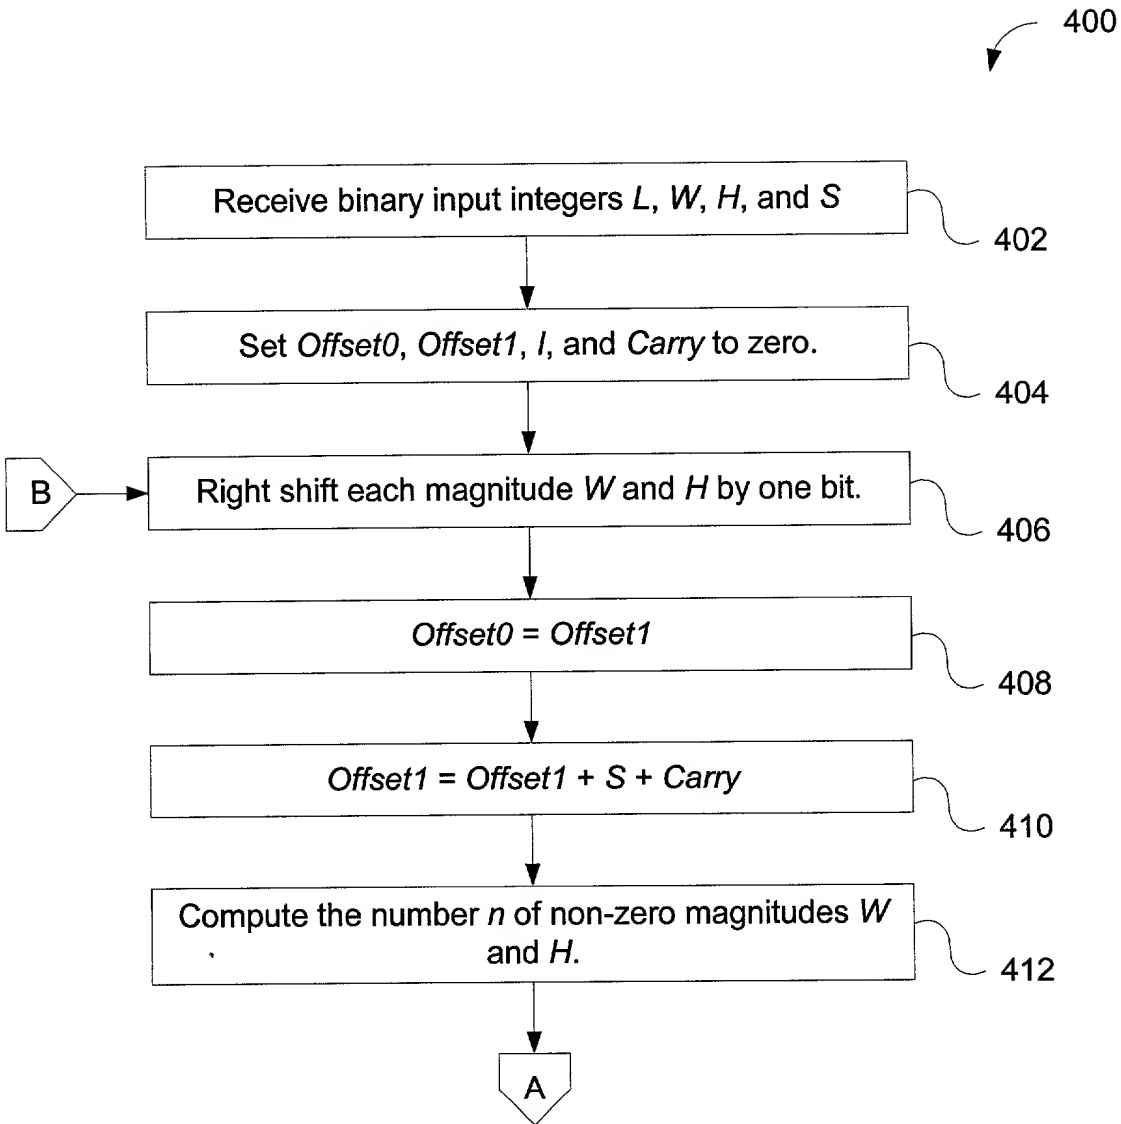 400
Receive binary input integers L, W, H, and S
402
Set Offset0, Offset1, I, and Carry to zero.
404
B
Right shift each magnitude W and H by one bit.
406
Offset0 = Offset1
408
Offset1 = Offset1 + S + Carry
410
Compute the number n of non-zero magnitudes W
and H.
412
A